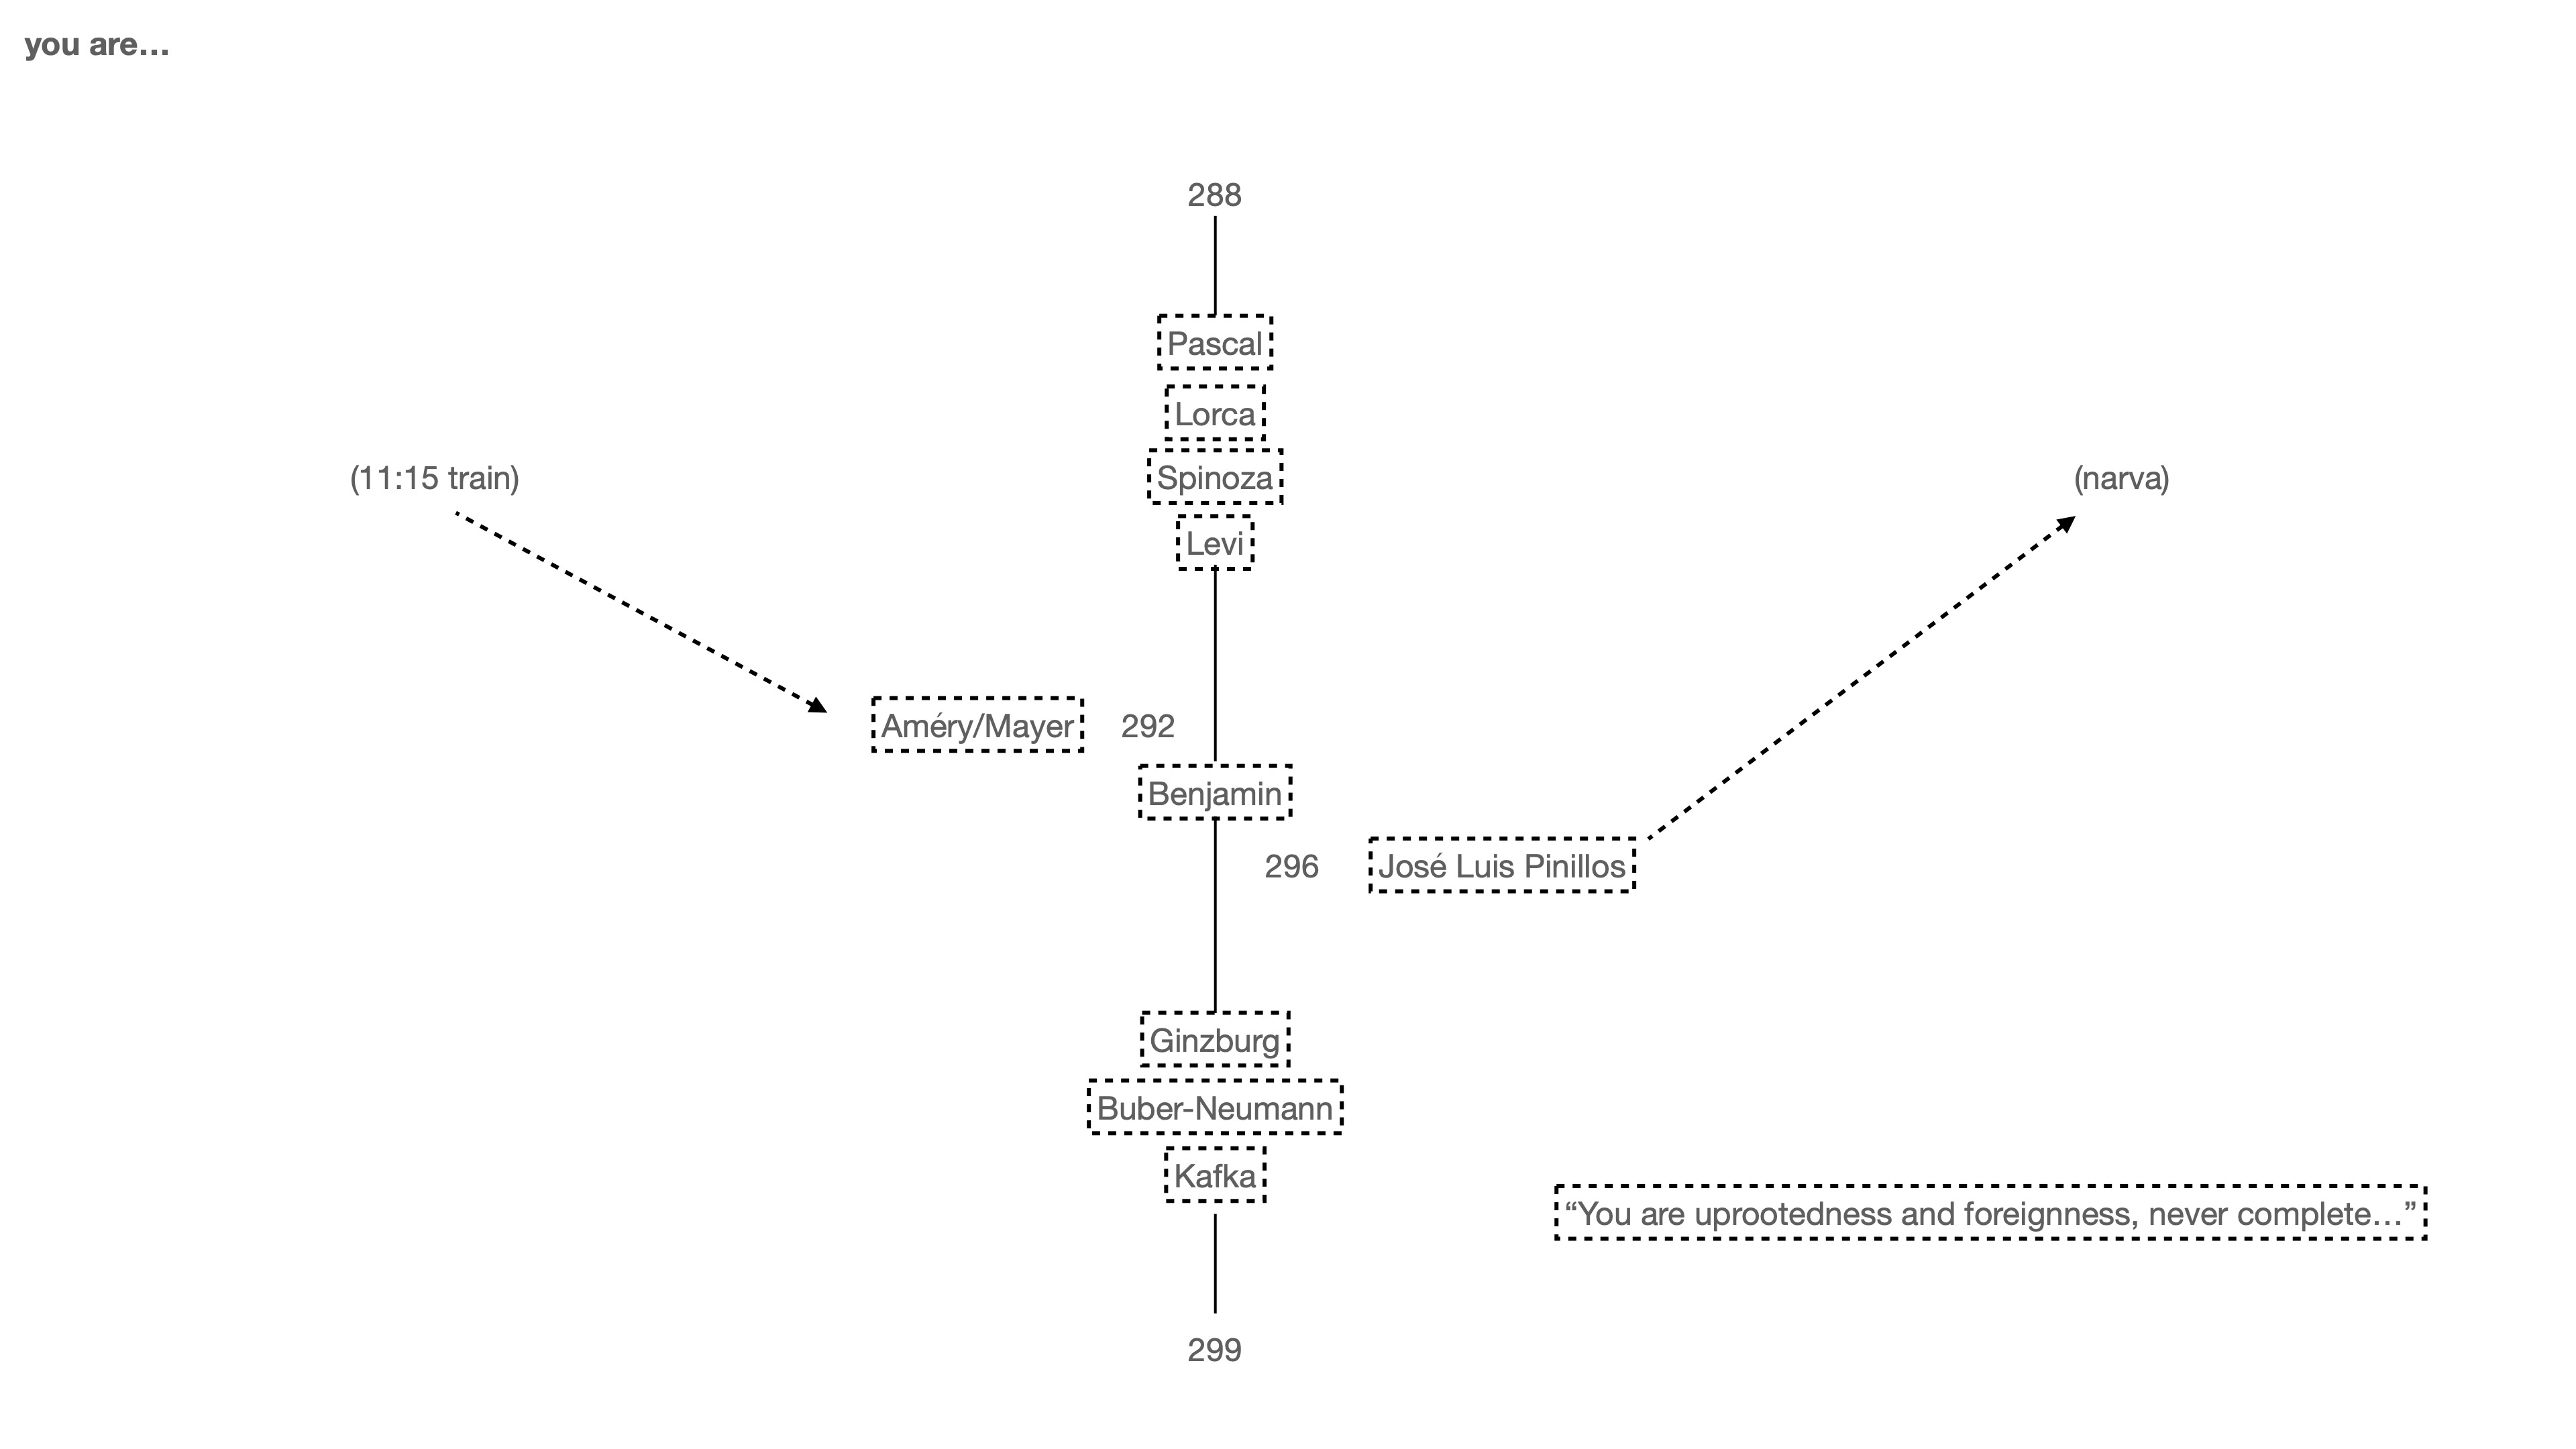 you are…
288
Pascal
Lorca
Spinoza
Levi
(11:15 train)
(narva)
Améry/Mayer
292
Benjamin
296
José Luis Pinillos
Ginzburg
Buber-Neumann
Kafka
“You are uprootedness and foreignness, never complete…”
299